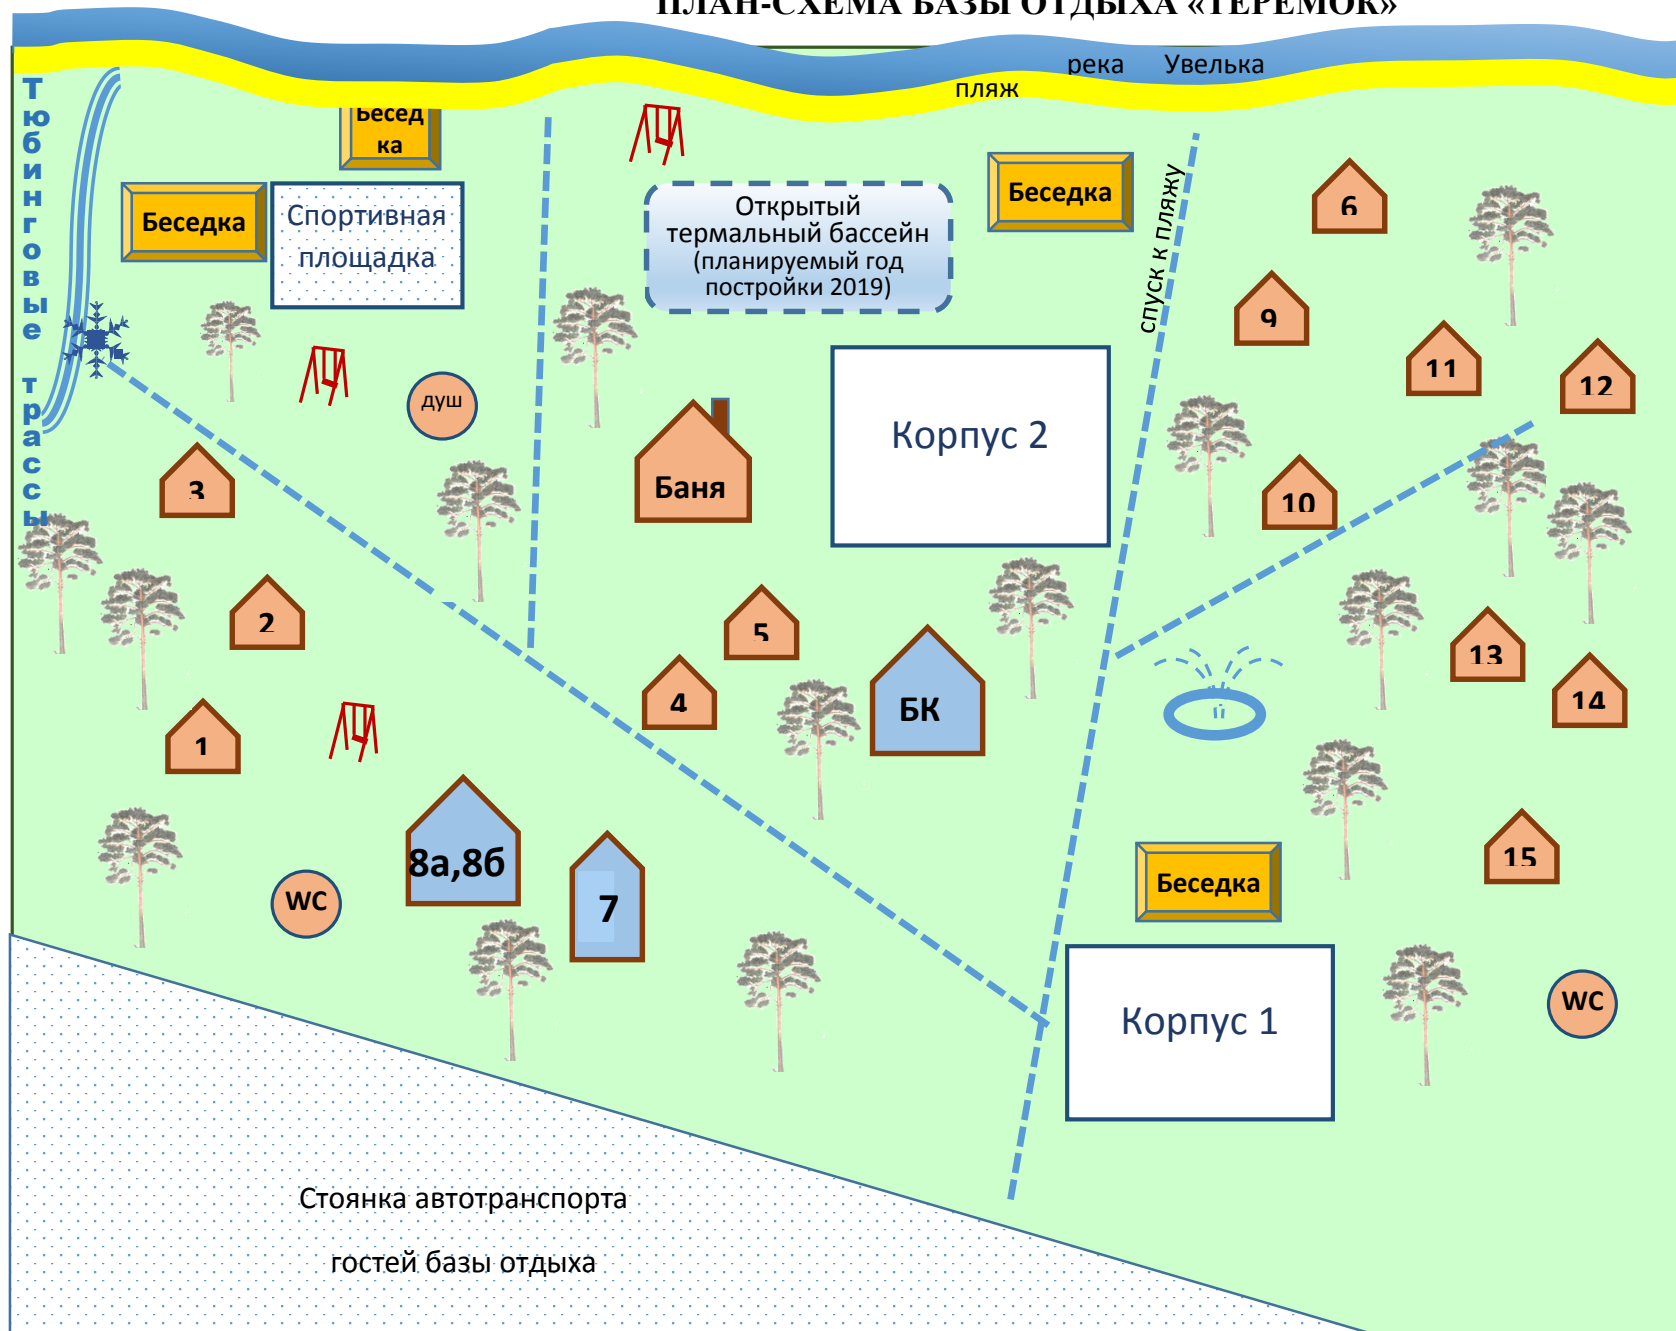 ПЛАН-СХЕМА БАЗЫ ОТДЫХА «ТЕРЕМОК»
река Увелька
пляж
Тюбинговые трассы
Бесед
ка
Беседка
Спортивная
площадка
Открытый
термальный бассейн
(планируемый год
постройки 2019)
Беседка
спуск к пляжу
6
9
11
12
10
душ
Баня
Корпус 2
3
2
1
5
4
БК
13
14
15
8а,8б
7
WC
Беседка
Корпус 1
WC
Стоянка автотранспорта
гостей базы отдыха